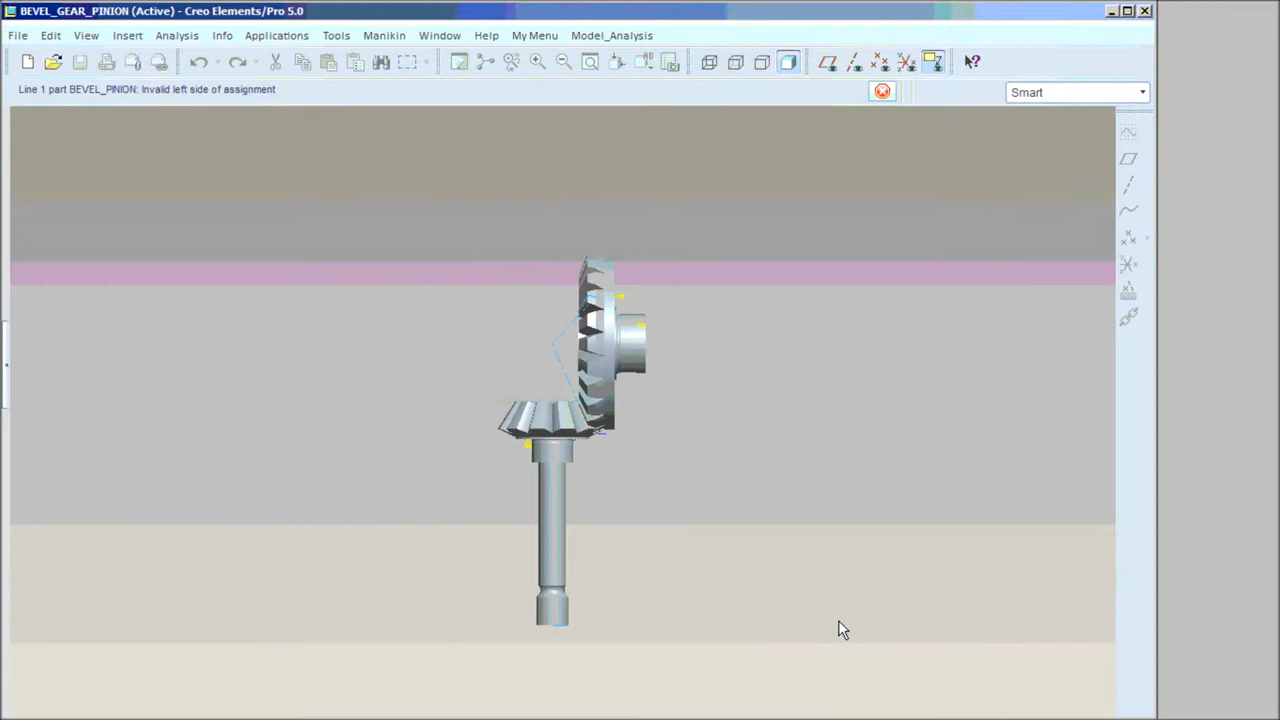 BEVEL_GEAR_PINION (Active) - Creo Elements/Pro 5.0
File Edit View Insert Analysis Info Applications Tools Manikin Window Help My Menu Model_Analysis
Line 1 part BEVEL_PINION: Invalid left side of assignment
Smart